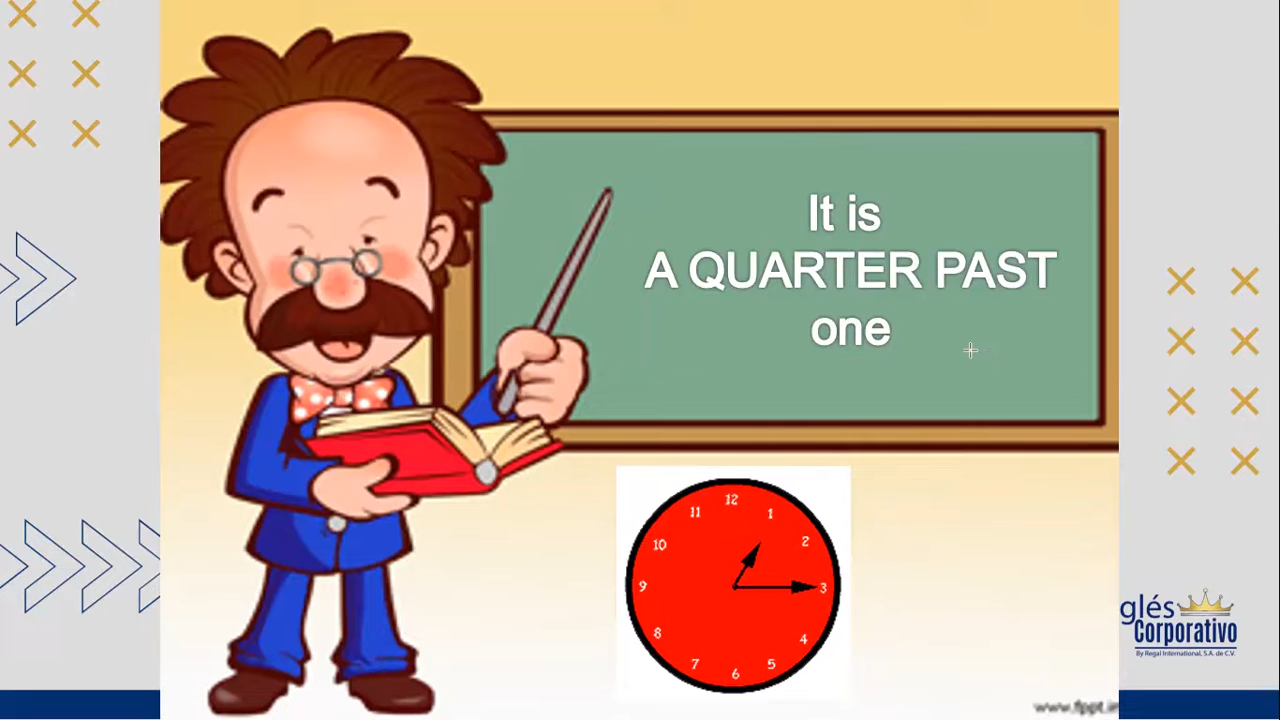 It is
A QUARTER PAST
one
12
11
1
10
2
9
3
8
4
7
5
6
glés
Corporativo
By Regal International, S.A. de C.V.